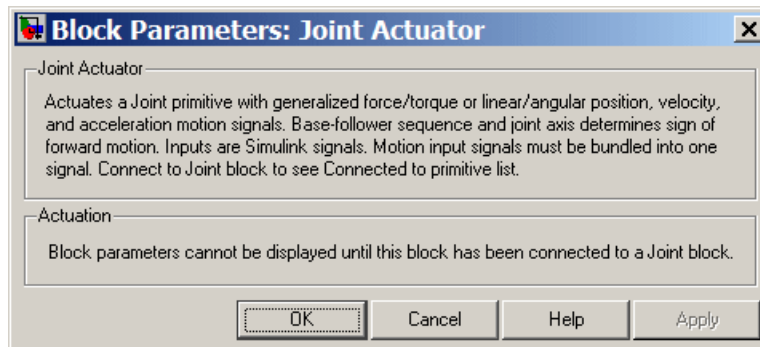 Block Parameters: Joint Actuator
Joint Actuator
Actuates a Joint primitive with generalized force/torque or linear/angular position, velocity,
and acceleration motion signals. Base-follower sequence and joint axis determines sign of
forward motion. Inputs are Simulink signals. Motion input signals must be bundled into one
signal. Connect to Joint block to see Connected to primitive list.
Actuation
Block parameters cannot be displayed until this block has been connected to a Joint block.
OK Cancel Help Apply